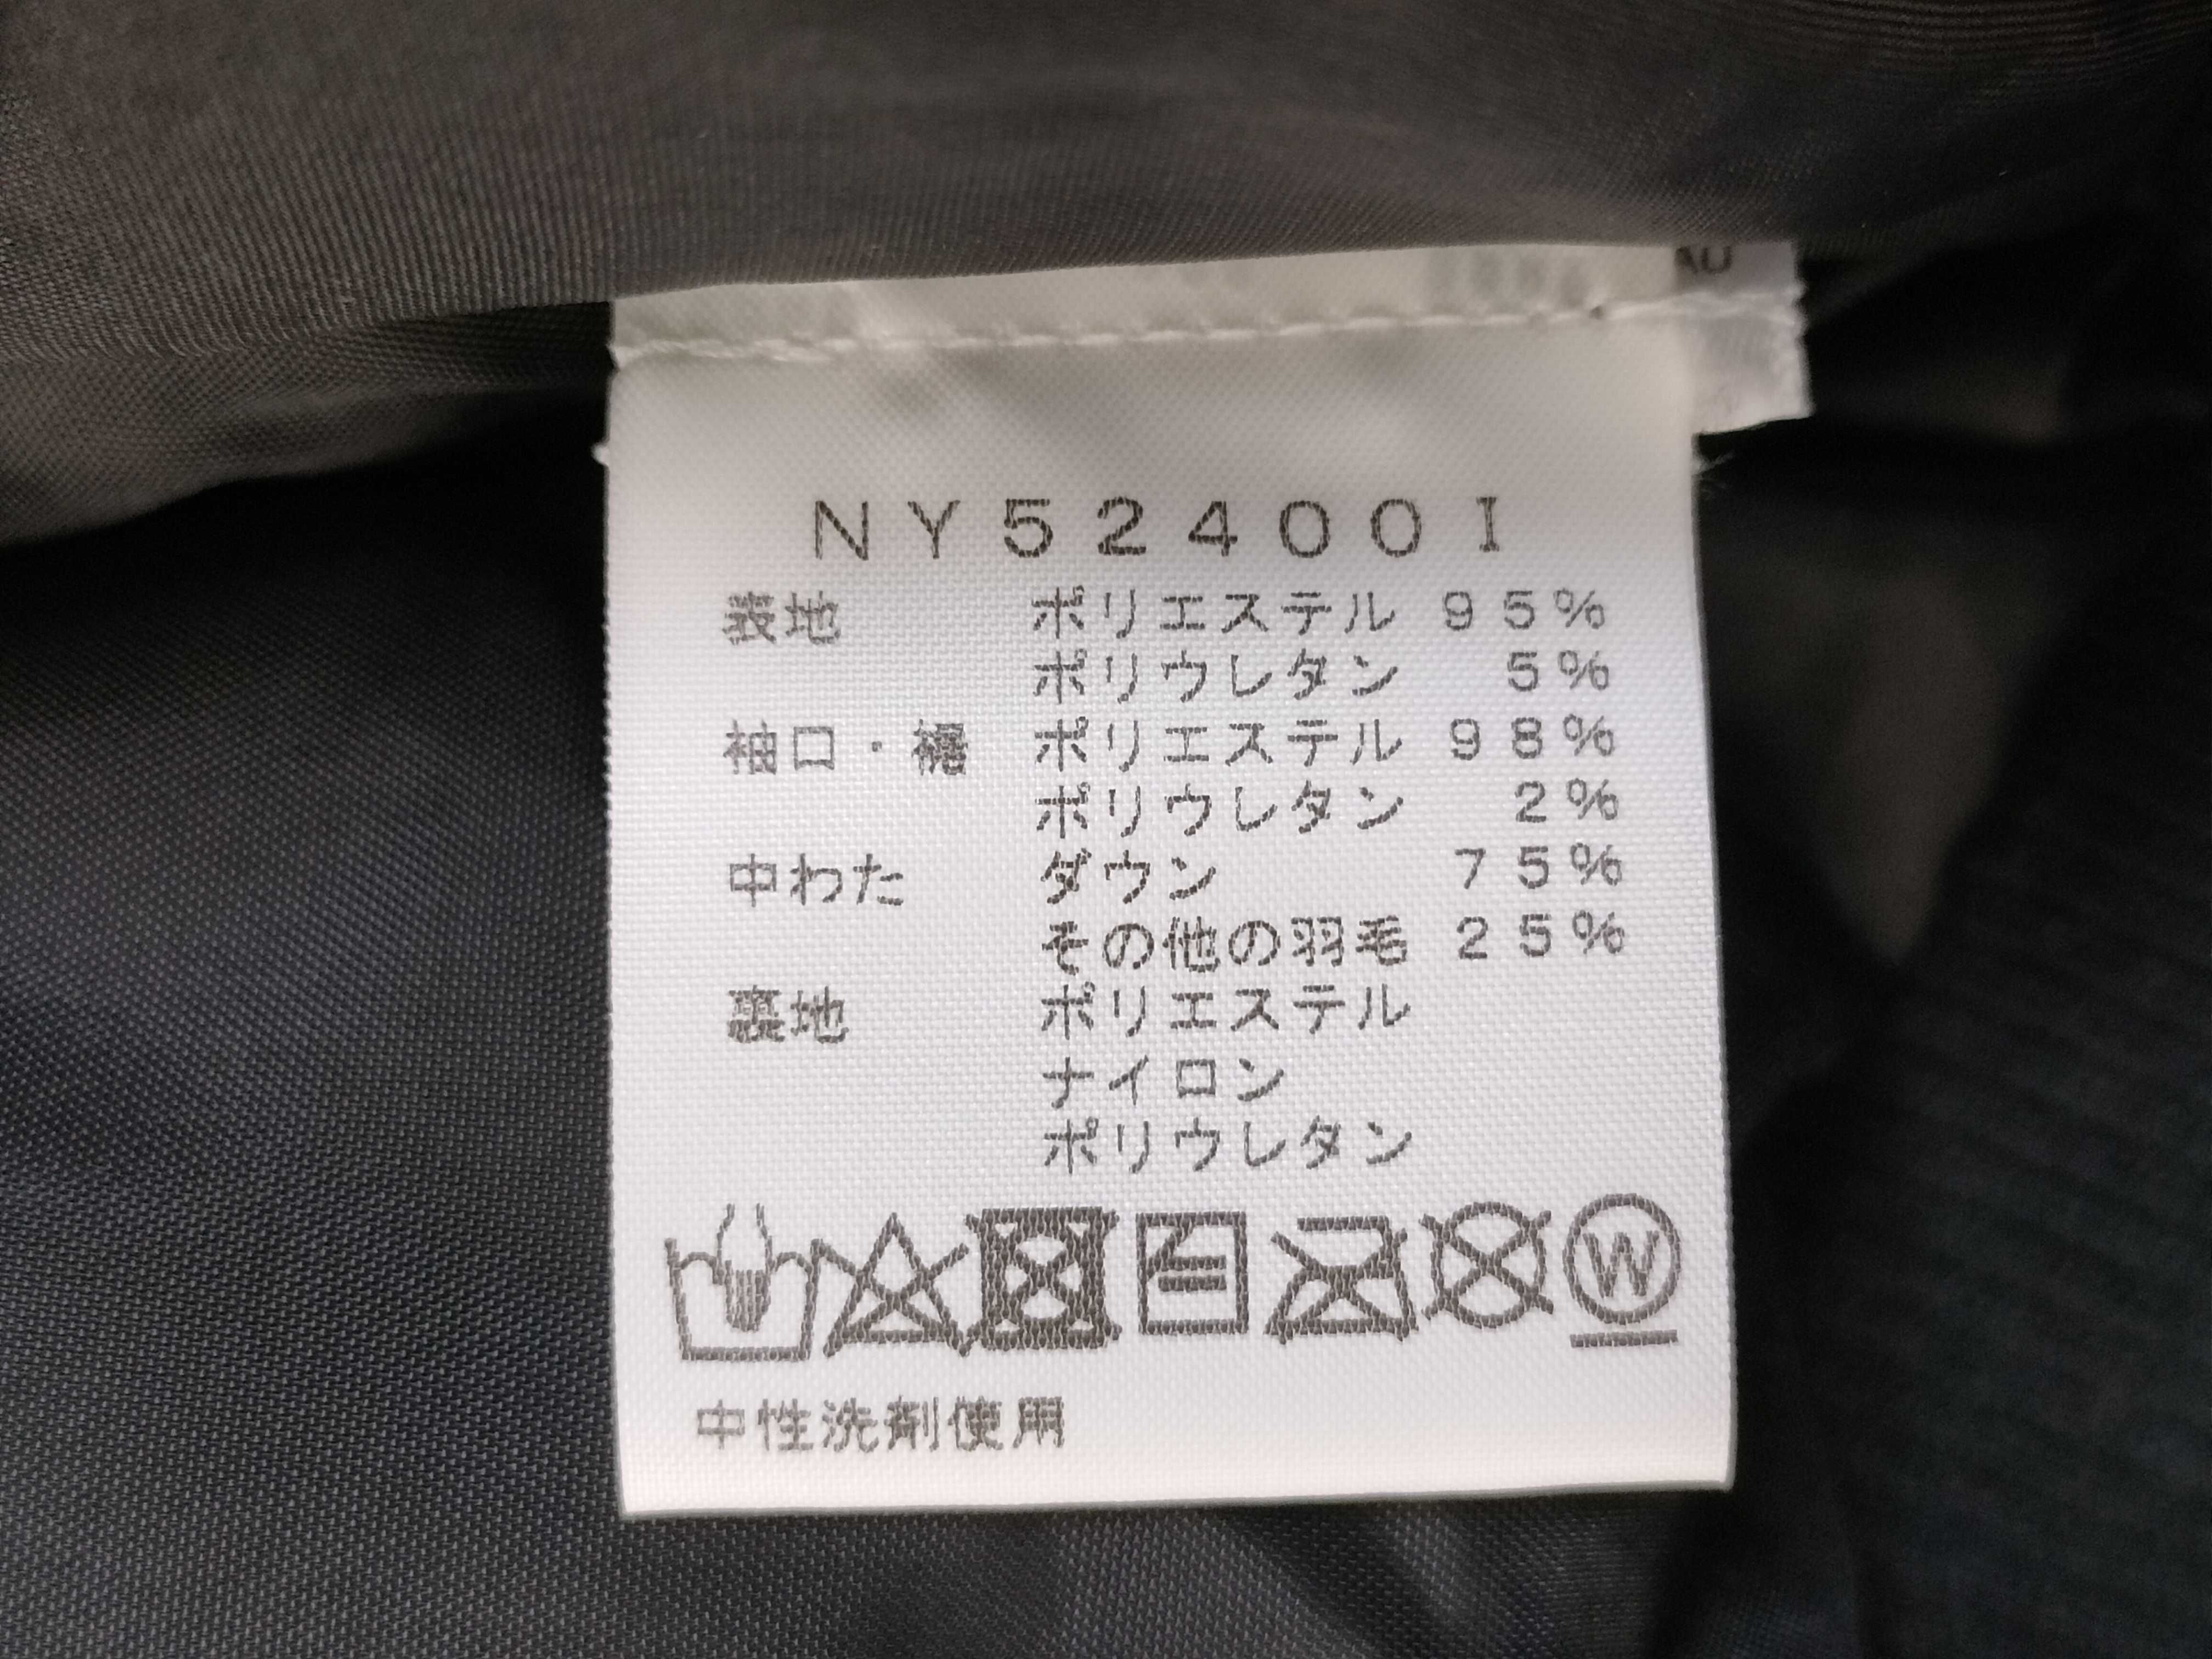 NY52400I
表地 ポリエステル 95%
ポリウレタン 5%
袖口・裾 ポリエステル 98%
ポリウレタン 2%
中わた ダウン 75%
その他の羽毛 25%
裏地 ポリエステル
ナイロン
ポリウレタン
W
中性洗剤使用